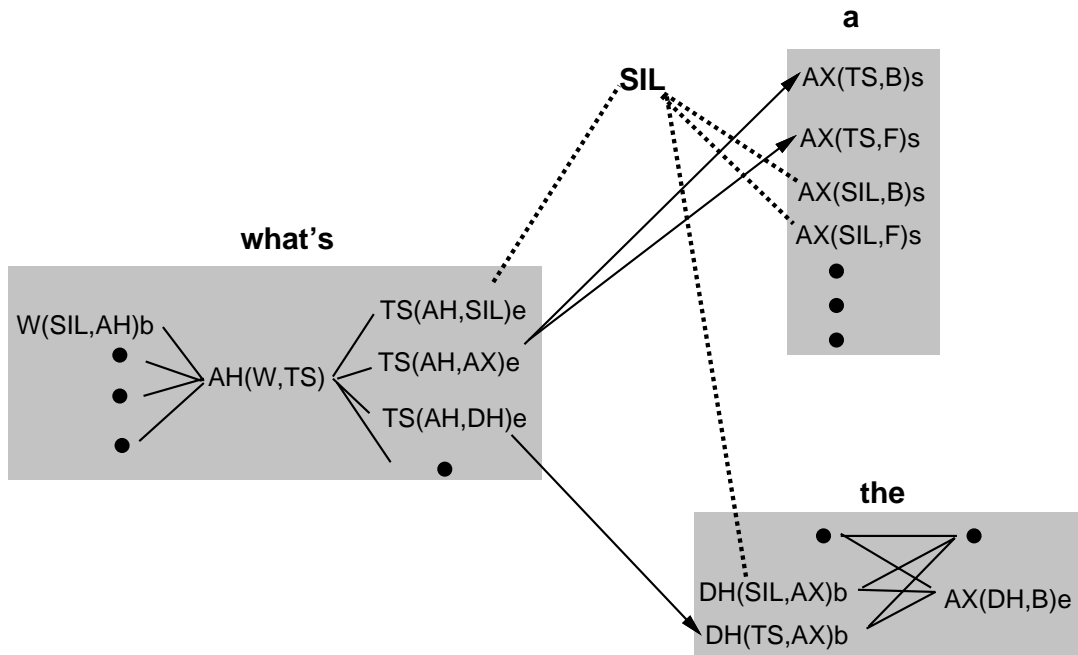 a
SIL
AX(TS,B)s
AX(TS,F)s
AX(SIL,B)s
AX(SIL,F)s
what's
W(SIL,AH)b
AH(W,TS)
TS(AH,SIL)e
TS(AH,AX)e
TS(AH,DH)e
the
DH(SIL,AX)b
DH(TS,AX)b
AX(DH,B)e